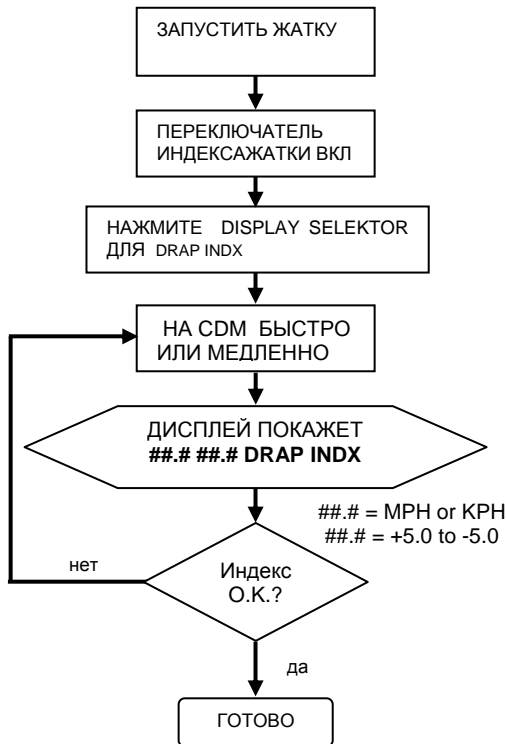 ЗАПУСТИТЬ ЖАТКУ
ПЕРЕКЛЮЧАТЕЛЬ
ИНДЕКСАЖАТКИ ВКЛ
НАЖМИТЕ DISPLAY SELEKTOR
ДЛЯ DRAP INDX
НА CDM БЫСТРО
ИЛИ МЕДЛЕННО
ДИСПЛЕЙ ПОКАЖЕТ
##.# ##.# DRAP INDX
##.# = MPH or KPH
##.# = +5.0 to -5.0
нет
Индекс
O.K.?
да
ГОТОВО